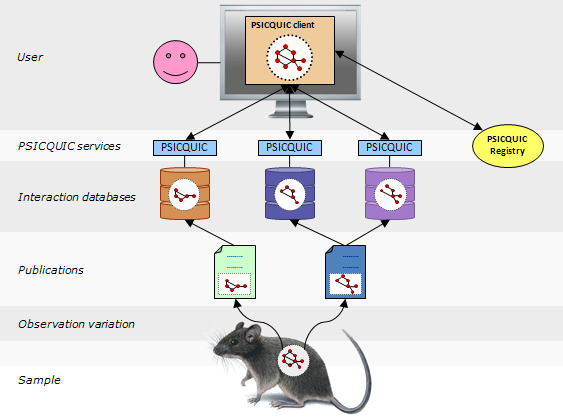 PSICQUIC client
User
PSICQUIC services
PSICQUIC
PSICQUIC
PSICQUIC
PSICQUIC
Registry
Interaction databases
Publications
Observation variation
Sample